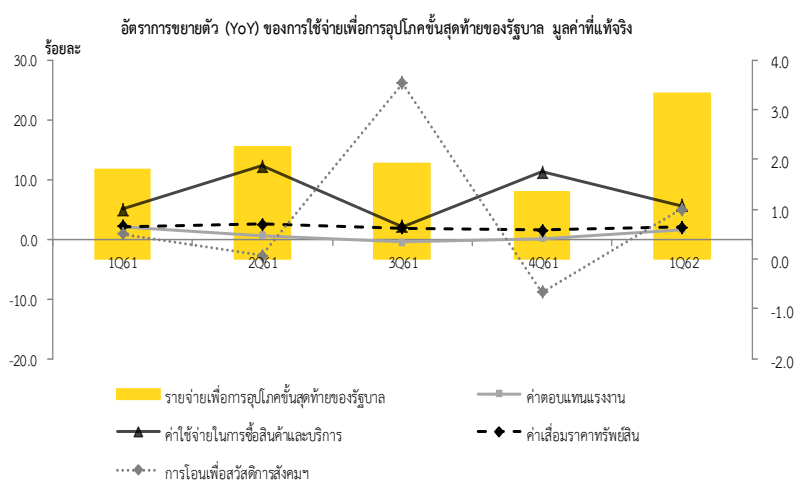 อัตราการขยายตัว (YoY) ของการใช้จ่ายเพื่อการอุปโภคขั้นสุดท้ายของรัฐบาล มูลค่าที่แท้จริง
ร้อยละ
30.0 4.0
20.0 3.0
10.0 2.0
0.0 1.0
-10.0 0.0
-20.0 -1.0
-2.0
1Q61 2Q61 3Q61 4Q61 1Q62
รายจ่ายเพื่อการอุปโภคขั้นสุดท้ายของรัฐบาล ค่าตอบแทนแรงงาน
ค่าใช้จ่ายในการซื้อสินค้าและบริการ ค่าเสื่อมราคาทรัพย์สิน
การโอนเพื่อสวัสดิการสังคมฯ